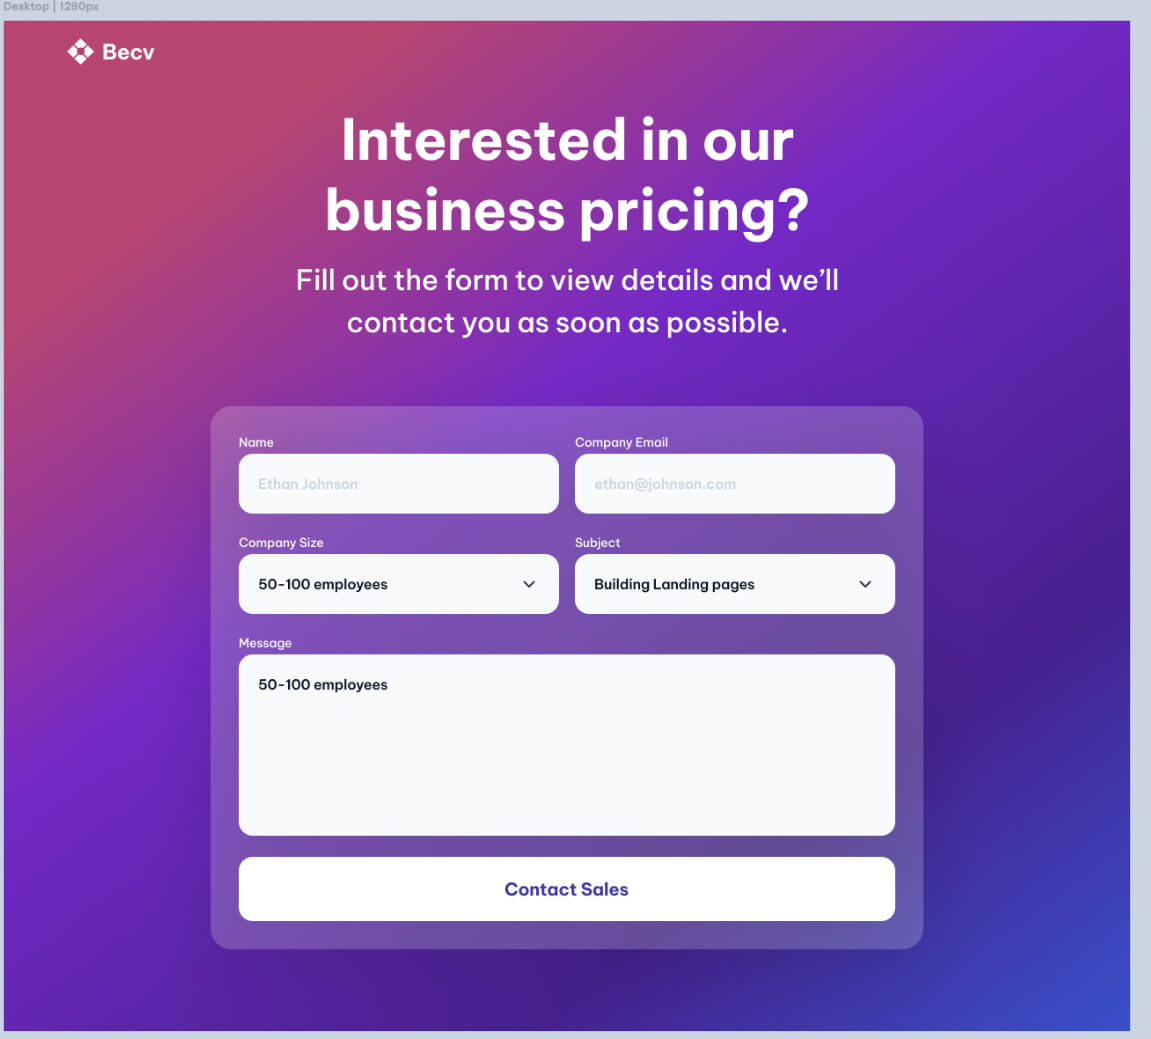 Desktop | 1280px
Becv
Interested in our
business pricing?
Fill out the form to view details and we’ll
contact you as soon as possible.
Name
Company Email
Ethan Johnson
ethan@johnson.com
Company Size
Subject
50-100 employees
Building Landing pages
Message
50-100 employees
Contact Sales